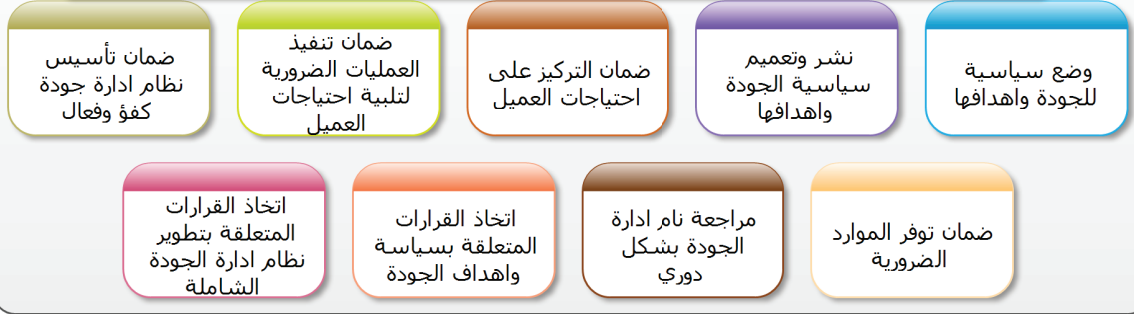 وضع سياسية
للجودة واهدافها
نشر وتعميم
سياسية الجودة
واهدافها
ضمان التركيز على
احتياجات العميل
ضمان تنفيذ
العمليات الضرورية
لتلبية احتياجات
العميل
ضمان تأسيس
نظام ادارة جودة
كفؤ وفعال
ضمان توفر الموارد
الضرورية
مراجعة نام ادارة
الجودة بشكل
دوري
اتخاذ القرارات
المتعلقة بسياسة
واهداف الجودة
اتخاذ القرارات
المتعلقة بتطوير
نظام ادارة الجودة
الشاملة